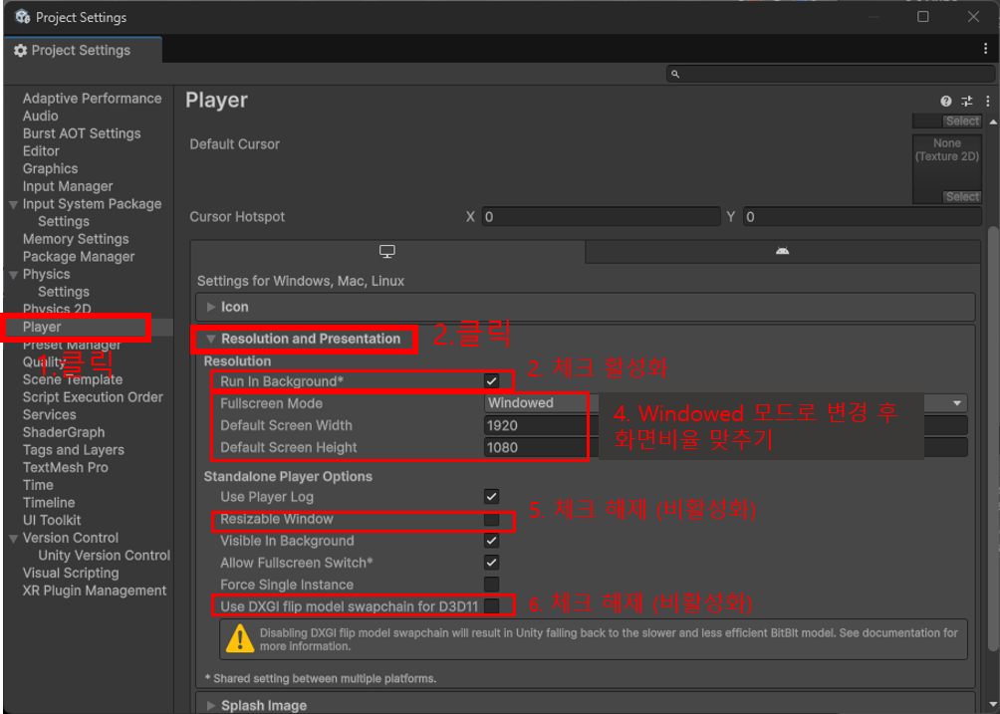 Project Settings
Project Settings
Player
Adaptive Performance
Audio
Burst AOT Settings
Editor
Graphics
Input Manager
Input System Package
Settings
Memory Settings
Package Manager
Physics
Settings
Physics 2D
Player
Preset Manager
1.클릭
Quality
Scene Template
Script Execution Order
Services
ShaderGraph
Tags and Layers
TextMesh Pro
Time
Timeline
UI Toolkit
Version Control
Unity Version Control
Visual Scripting
XR Plugin Management
Select
Default Cursor
None
(Texture 2D)
Select
Cursor Hotspot X 0 Y 0
Settings for Windows, Mac, Linux
Icon
Resolution and Presentation 2.클릭
Resolution
Run In Background* 2. 체크 활성화
Fullscreen Mode Windowed
Default Screen Width 1920
Default Screen Height 1080
4. Windowed 모드로 변경 후
화면비율 맞추기
Standalone Player Options
Use Player Log
Resizable Window 5. 체크 해제 (비활성화)
Visible In Background
Allow Fullscreen Switch*
Force Single Instance
Use DXGI flip model swapchain for D3D11 6. 체크 해제 (비활성화)
Disabling DXGI flip model swapchain will result in Unity falling back to the slower and less efficient BitBlt model. See documentation for
more information.
* Shared setting between multiple platforms.
Splash Image